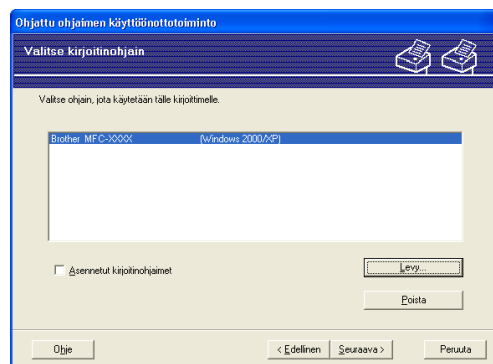 Ohjattu ohjaimen käyttöönottotoiminto
Valitse kirjoitinohjain
Valitse ohjain, jota käytetään tälle kirjoittimelle.
Brother MFC-XXXX (Windows 2000/XP)
Asennetut kirjoitinohjaimet
Levy...
Poista
Ohje
< Edellinen
Seuraava >
Peruuta